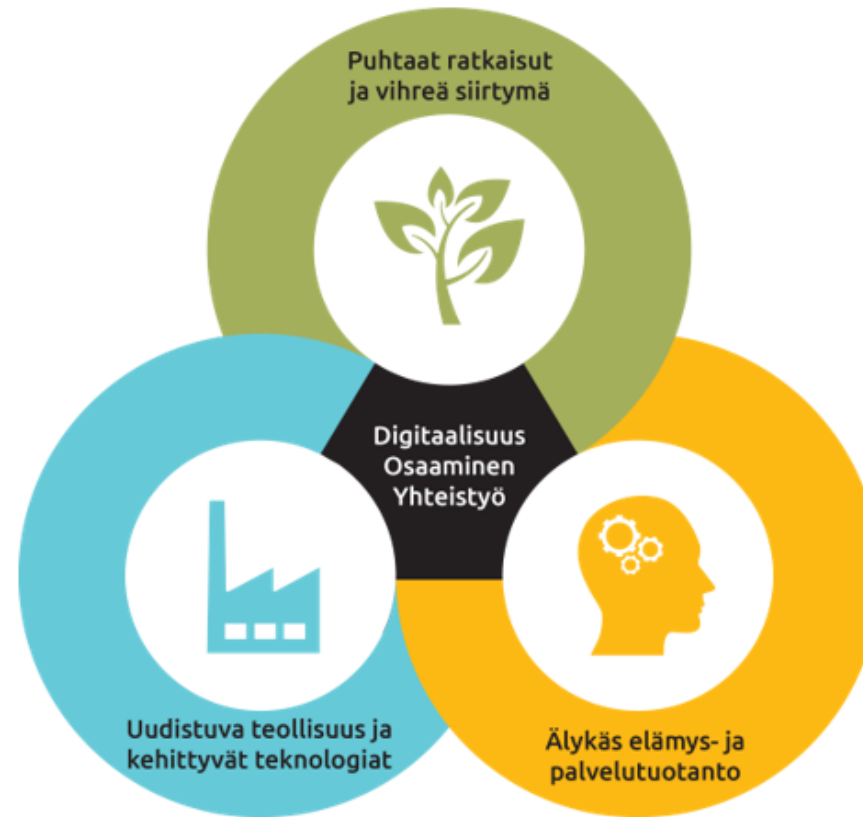 Puhtaat ratkaisut
ja vihreä siirtymä
Digitaalisuus
Osaaminen
Yhteistyö
Uudistuva teollisuus ja
kehittyvät teknologiat
Älykäs elämys- ja
palvelutuotanto